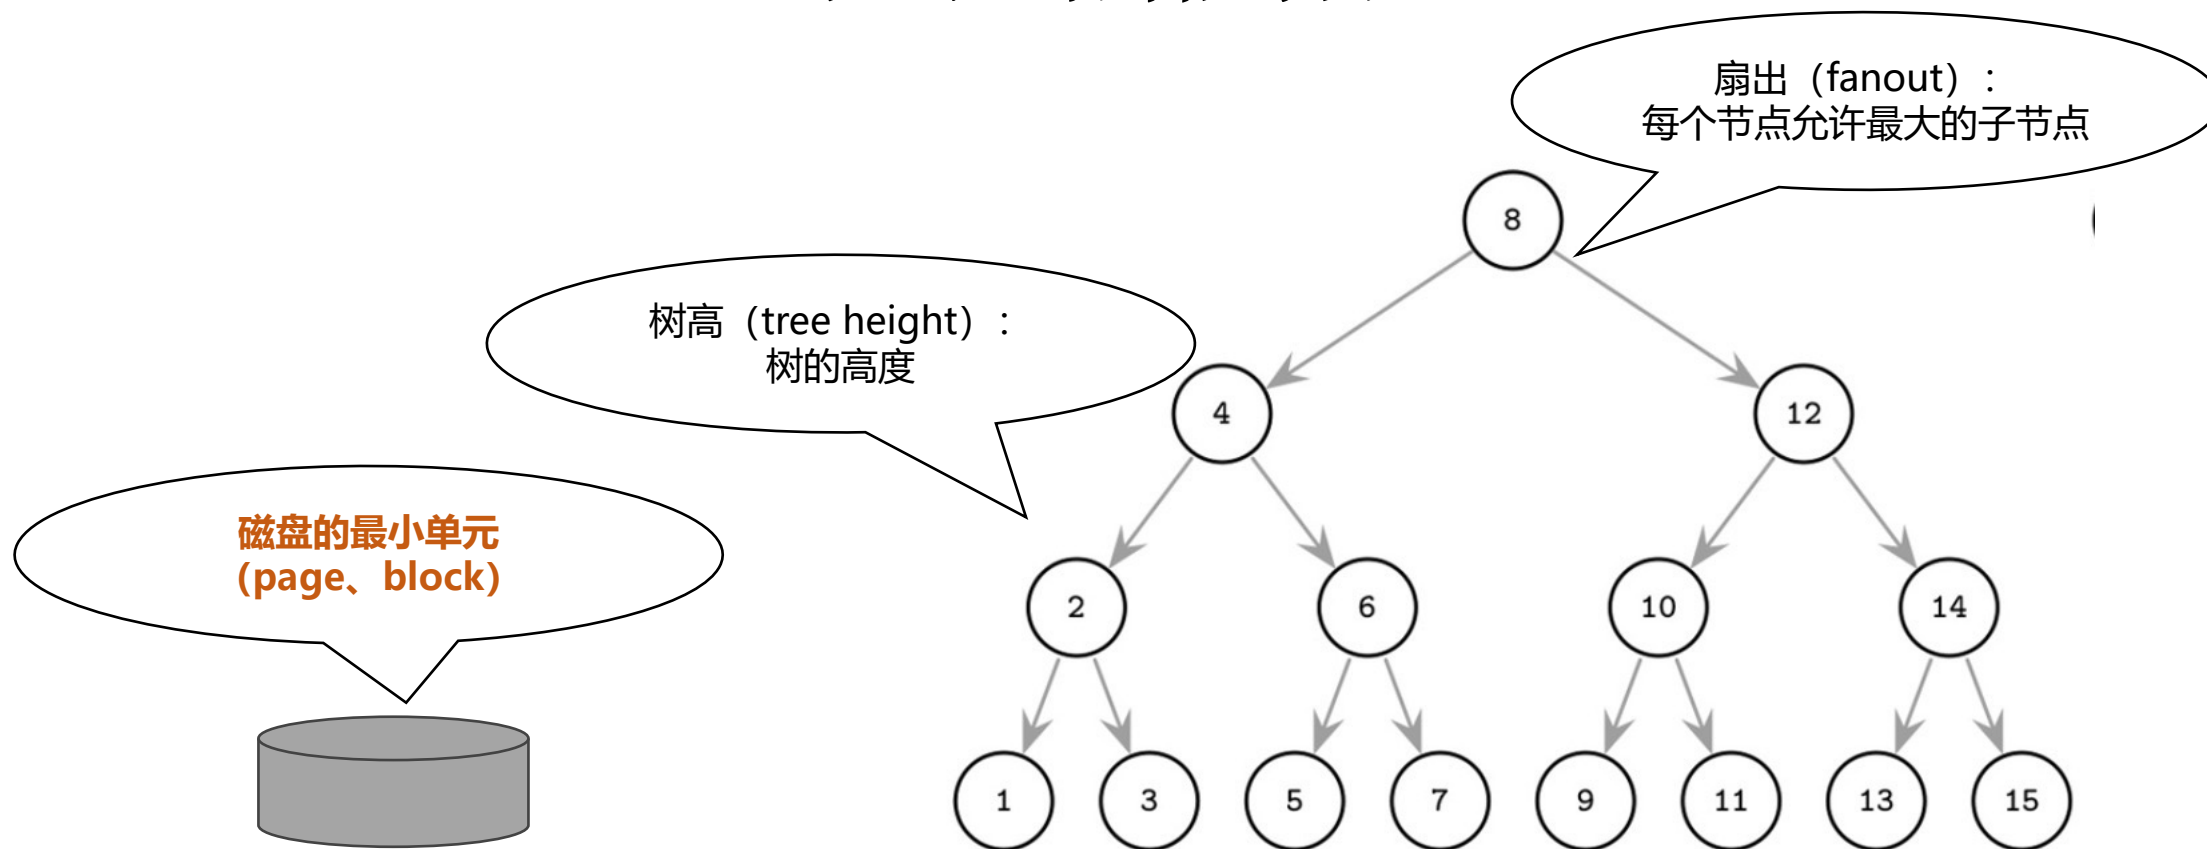 扇出（fanout）:
每个节点允许最大的子节点
8
树高（tree height）:
树的高度
4
12
磁盘的最小单元
(page、block)
2
6
10
14
1
3
5
7
9
11
13
15